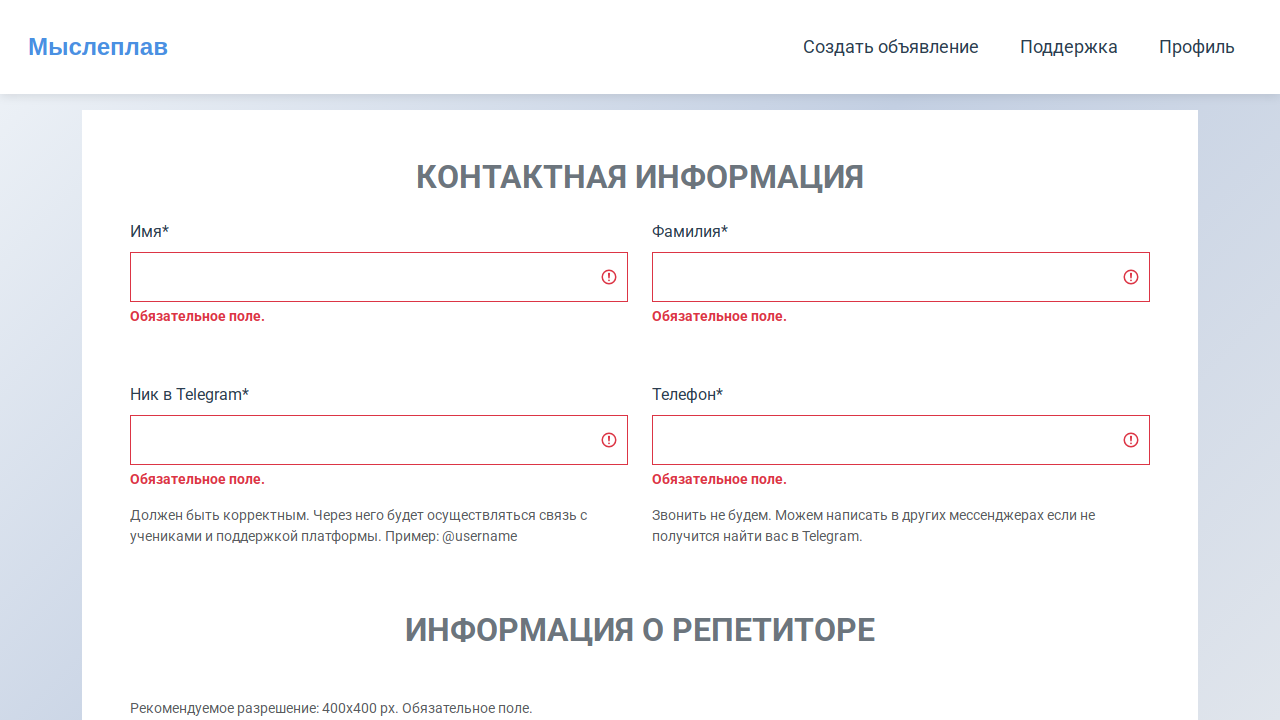 Мыслеплав
Создать объявление
Поддержка
Профиль
КОНТАКТНАЯ ИНФОРМАЦИЯ
Имя*
Фамилия*
Обязательное поле.
Обязательное поле.
Ник в Telegram*
Телефон*
Обязательное поле.
Обязательное поле.
Должен быть корректным. Через него будет осуществляться связь с
учениками и поддержкой платформы. Пример: @username
Звонить не будем. Можем написать в других мессенджерах если не
получится найти вас в Telegram.
ИНФОРМАЦИЯ О РЕПЕТИТОРЕ
Рекомендуемое разрешение: 400x400 px. Обязательное поле.